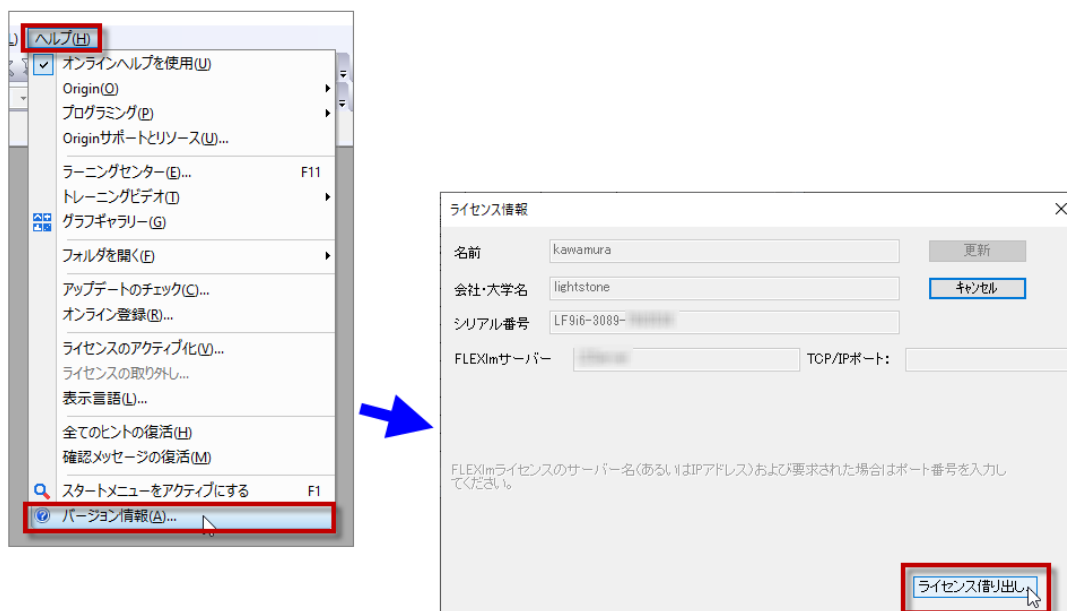 ヘルプ(H)
オンラインヘルプを使用(U)
Origin(O)
プログラミング(P)
Originサポートとリソース(U)...
ラーニングセンター(E)... F11
トレーニングビデオ(T)
グラフギャラリー(G)
フォルダを開く(F)
アップデートのチェック(C)...
オンライン登録(R)...
ライセンスのアクティブ化(V)...
ライセンスの取り外し...
表示言語(L)...
全てのヒントの復活(H)
確認メッセージの復活(M)
スタートメニューをアクティブにする F1
バージョン情報(A)...
ライセンス情報
名前 kawamura 更新
会社・大学名 lightstone キャンセル
シリアル番号 LF9i6-3089-
FLEXlmサーバー TCP/IPポート:
FLEXlmライセンスのサーバー名(あるいはIPアドレス)および要求された場合はポート番号を入力し
てください。
ライセンス借り出し